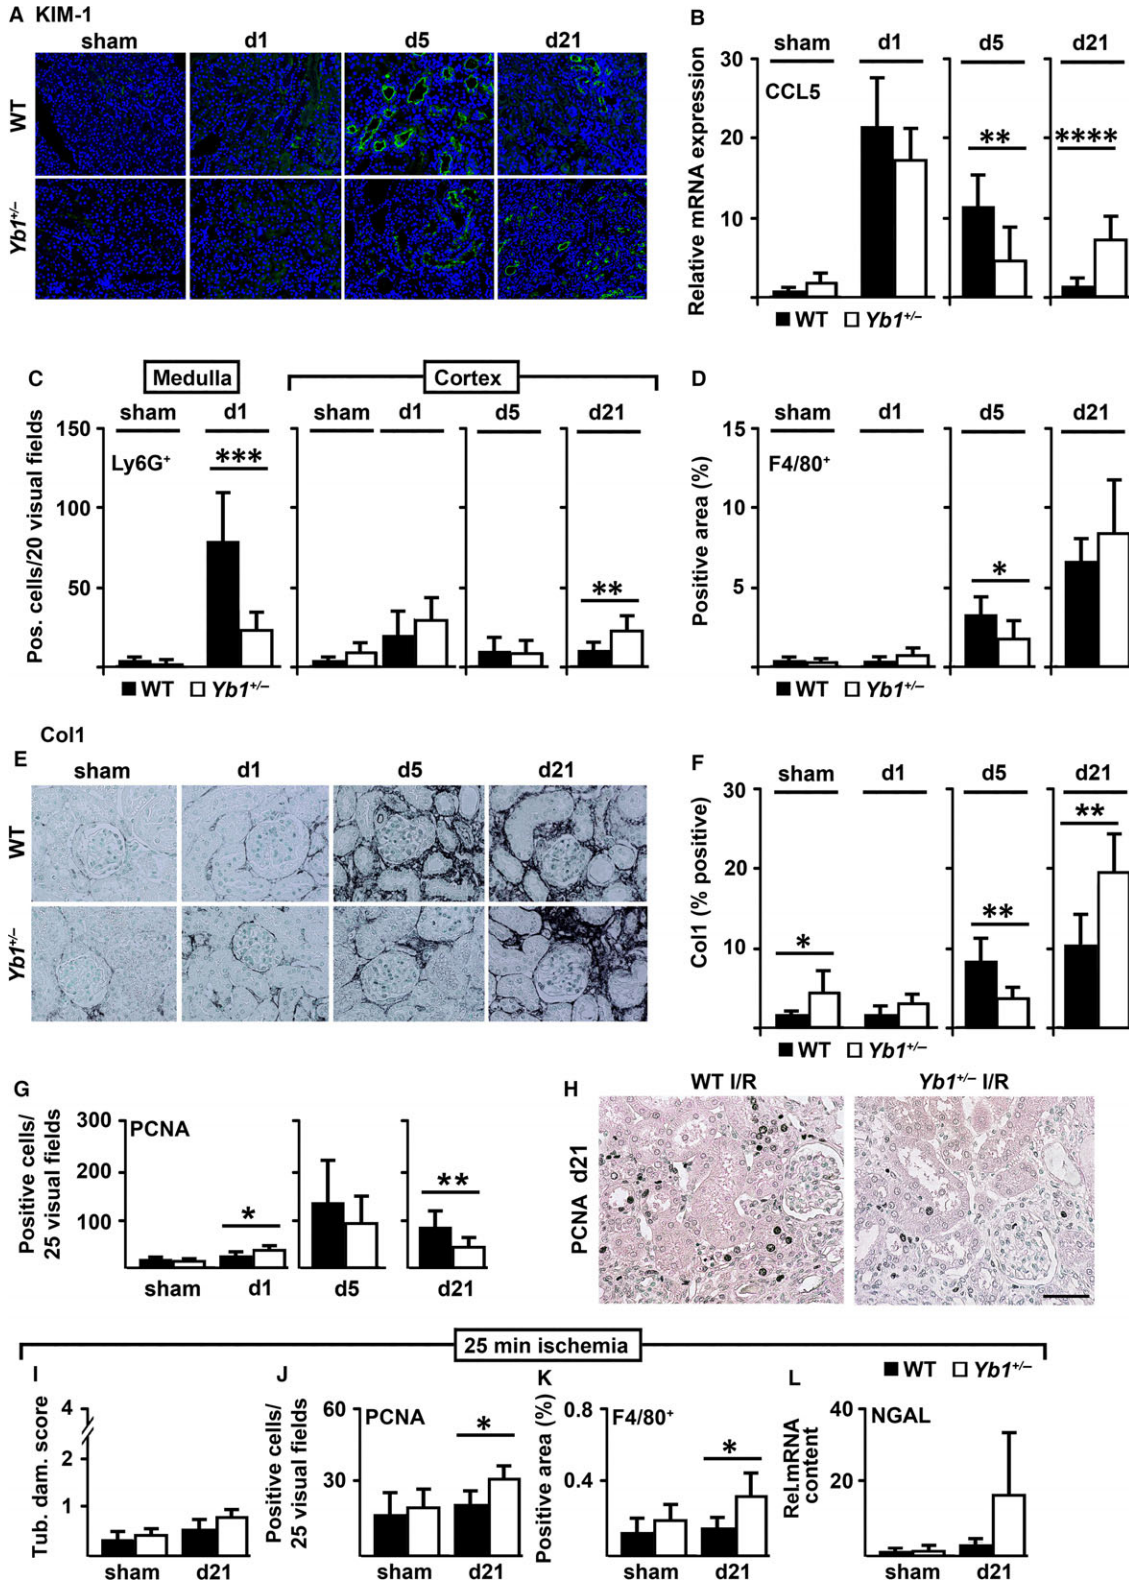 A KIM-1
sham d1 d5 d21
WT
Yb1+/−
B
sham d1 d5 d21
Relative mRNA expression
30
20
10
CCL5
** ****
WT Yb1+/−
C
Medulla Cortex
sham d1 sham d1 d5 d21
Pos. cells/20 visual fields
150
100
50
Ly6G+
*** **
WT Yb1+/−
D
sham d1 d5 d21
Positive area (%)
15
10
5
F4/80+
*
WT Yb1+/−
Col1
E
sham d1 d5 d21
WT
Yb1+/−
F
sham d1 d5 d21
Col1 (% positive)
30
20
10
* ** **
WT Yb1+/−
G
Positive cells/
25 visual fields
300
200
100
PCNA
* **
sham d1 d5 d21
H
WT I/R Yb1+/− I/R
PCNA d21
25 min ischemia
WT Yb1+/−
I
Tub. dam. score
4
2
1
sham d21
J
Positive cells/
25 visual fields
60
30
PCNA
*
sham d21
K
Positive area (%)
0.8
0.4
F4/80+
*
sham d21
L
Rel.mRNA
content
40
20
NGAL
sham d21